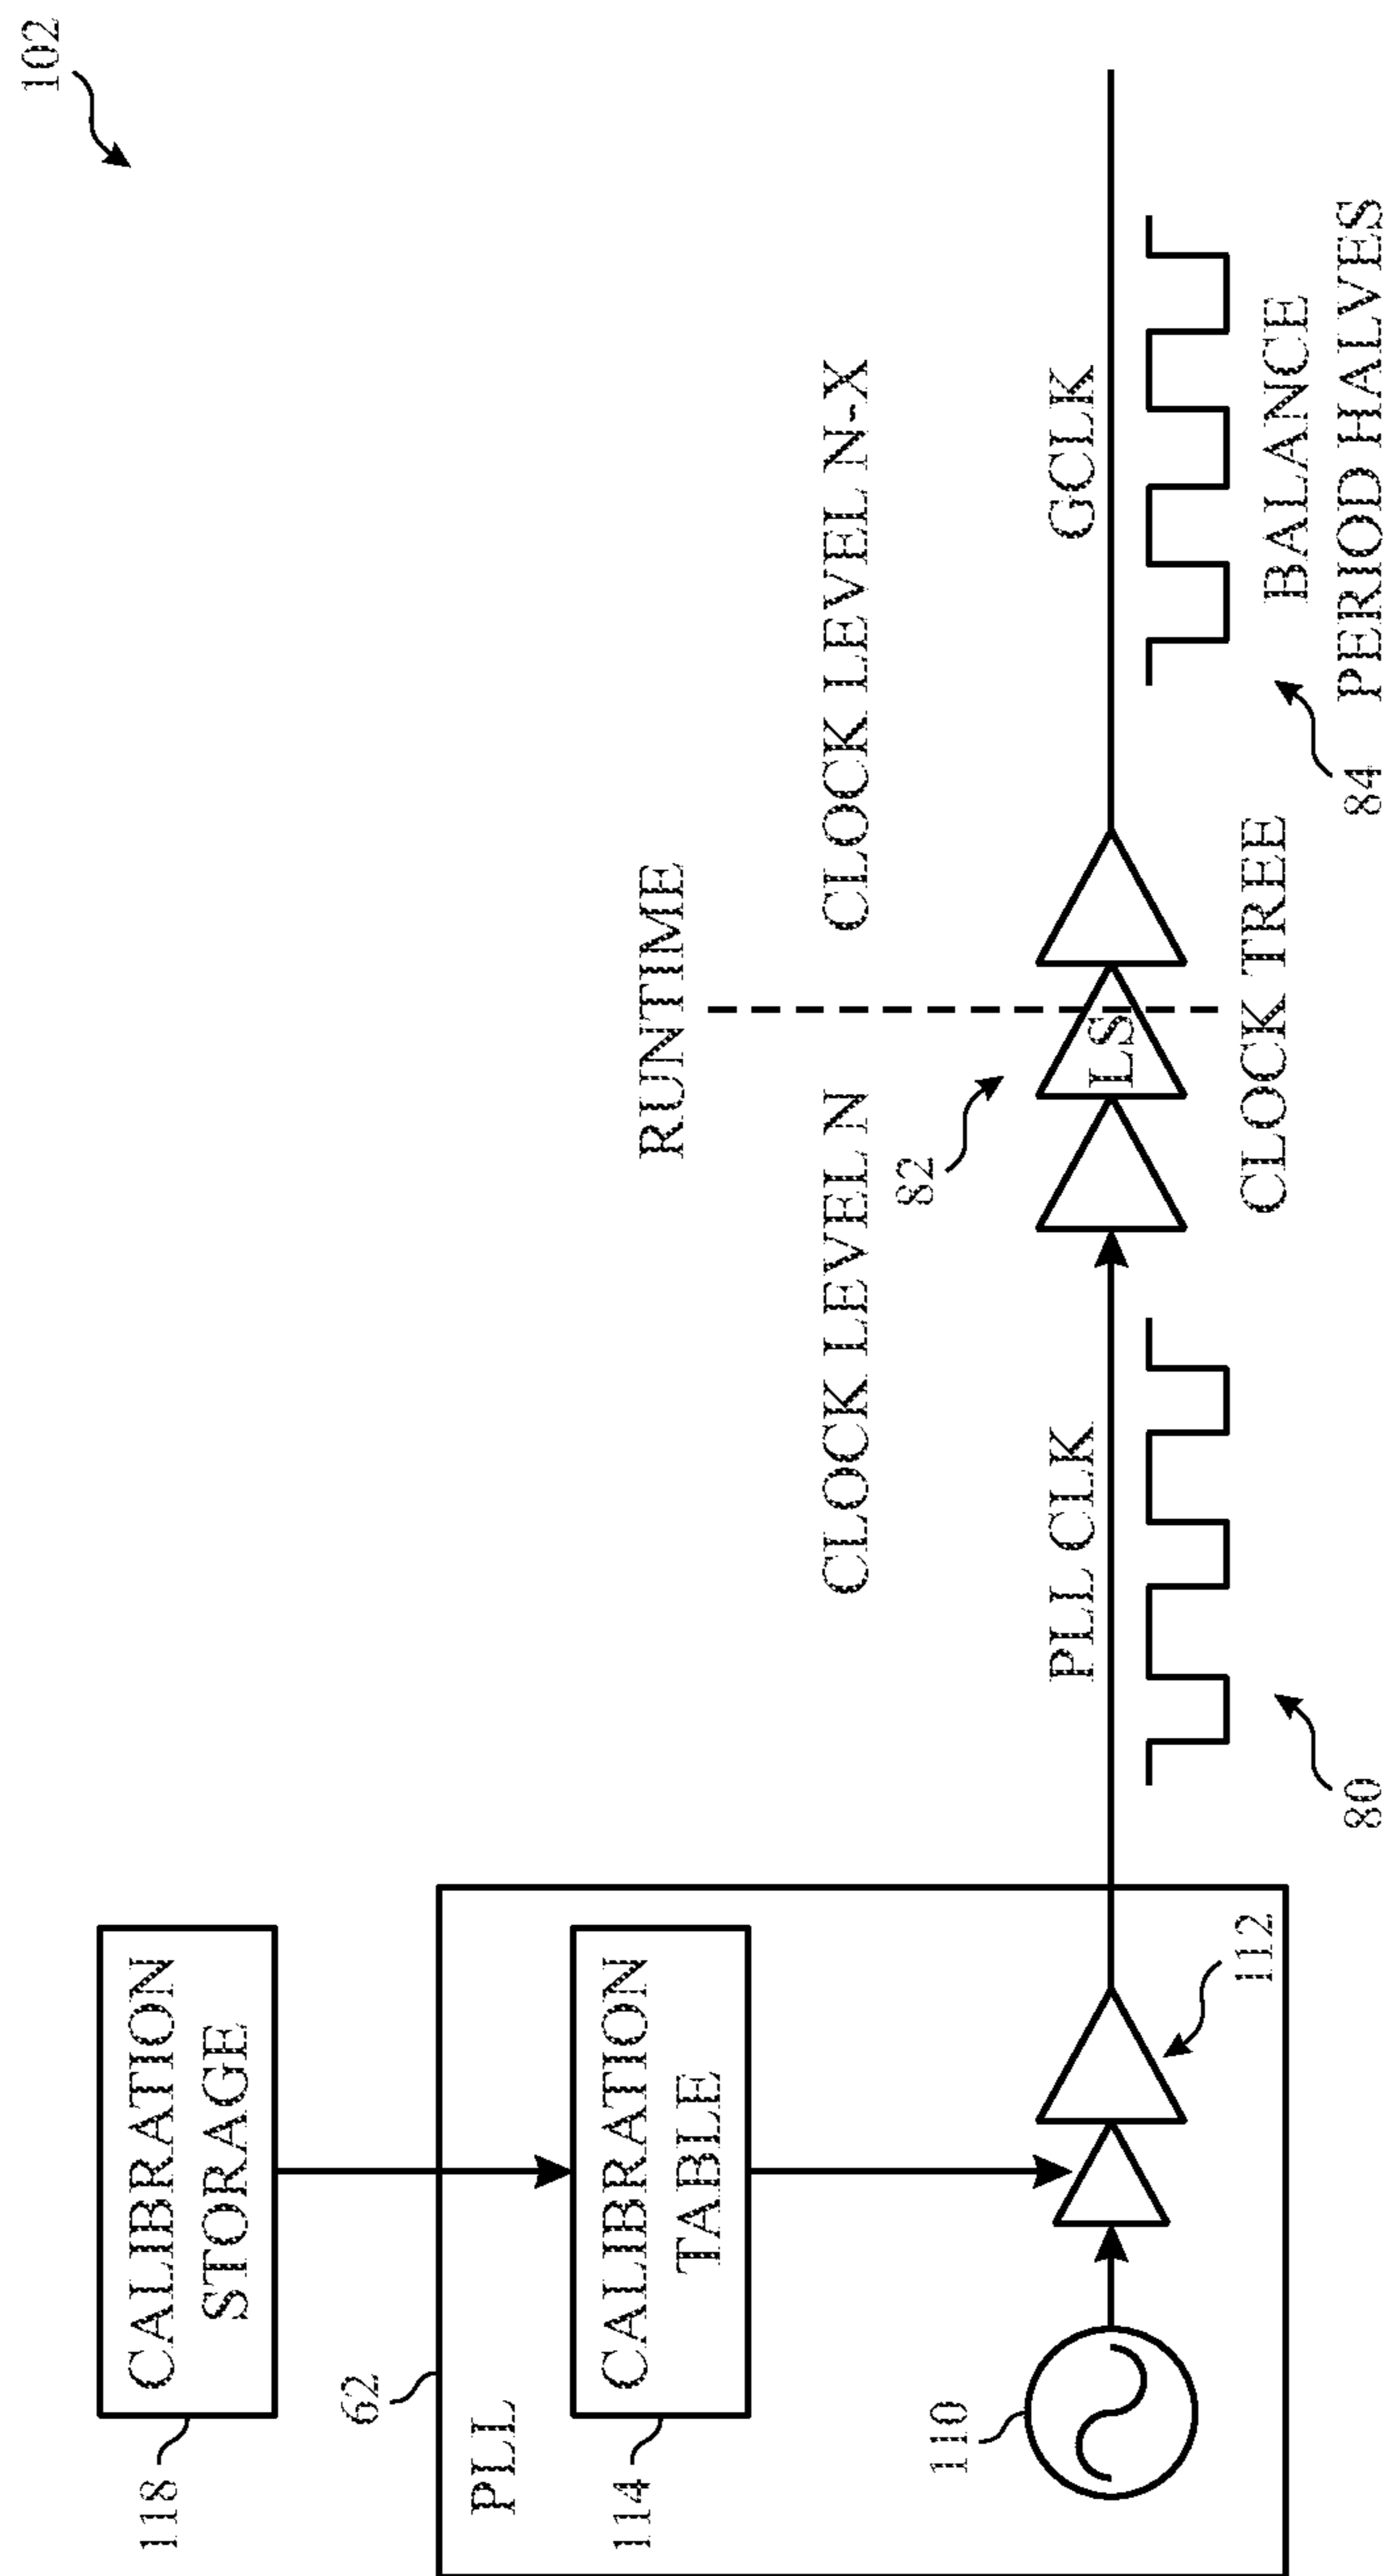 102
CALIBRATION
STORAGE
118
62
PLL
CALIBRATION
TABLE
114
110
112
RUNTIME
CLOCK LEVEL N
CLOCK LEVEL N-X
82
PLL CLK
LS
GCLK
CLOCK TREE
80
BALANCE
PERIOD HALVES
84